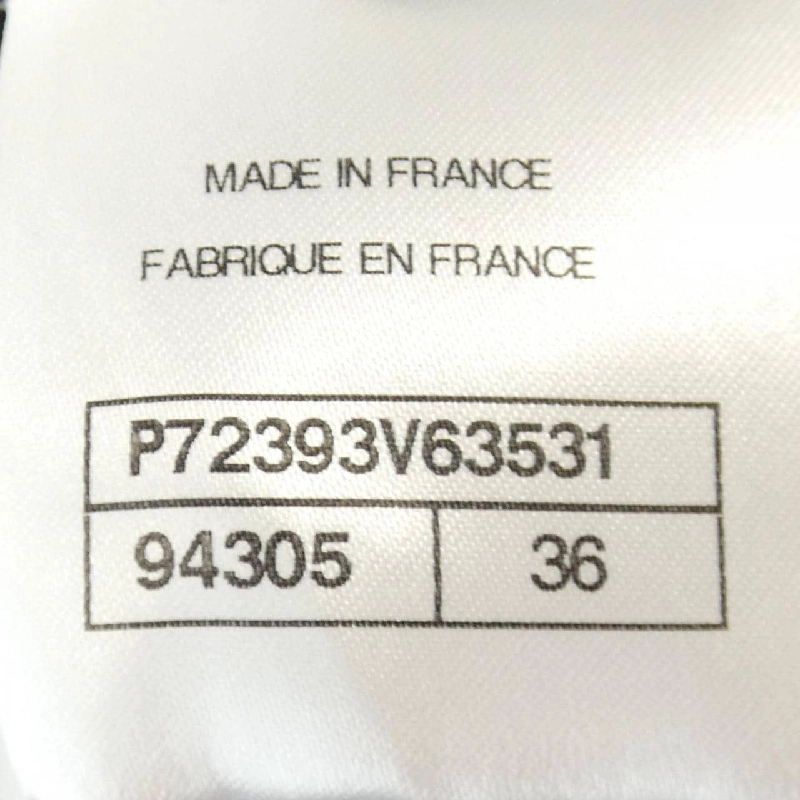 MADE IN FRANCE
FABRIQUE EN FRANCE
P72393V63531
94305 36